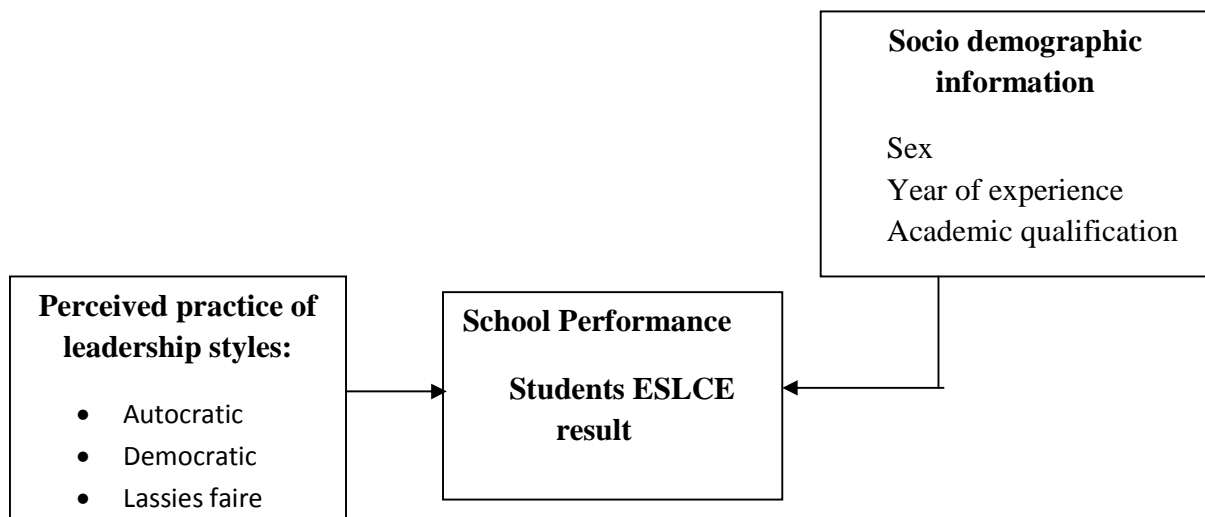 Socio demographic
information
Sex
Year of experience
Academic qualification
Perceived practice of
leadership styles:
• Autocratic
• Democratic
• Lassies faire
School Performance
Students ESLCE
result